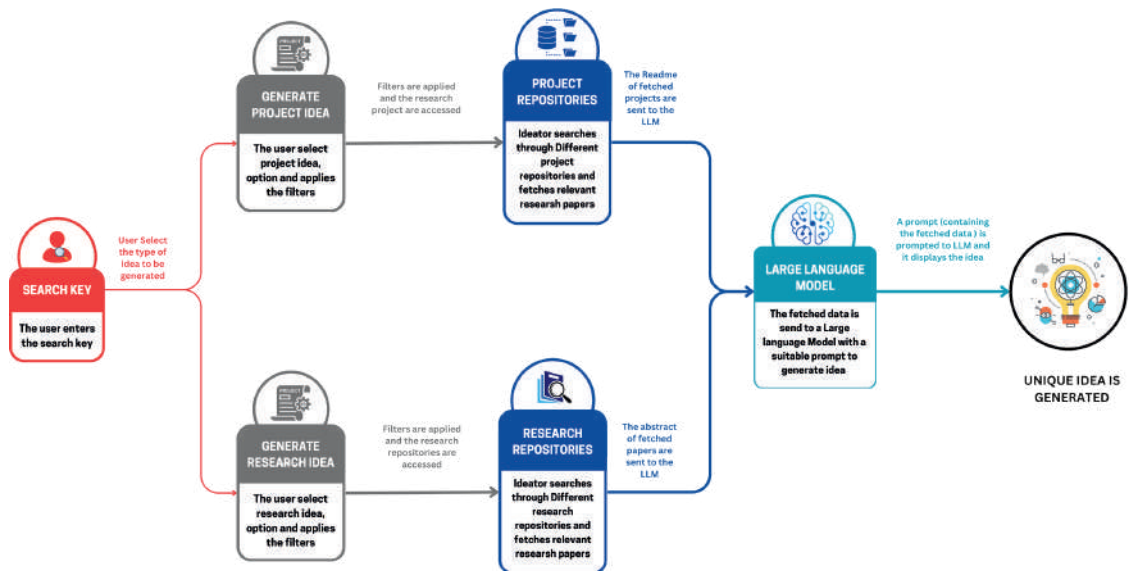 SEARCH KEY
The user enters
the search key
User Select
the type of
idea to be
generated
PROJECT
GENERATE
PROJECT IDEA
The user select
project idea,
option and applies
the filters
Filters are applied
and the research
project are accessed
PROJECT
REPOSITORIES
Ideator searches
through Different
project
repositories and
fetches relevant
researsh papers
The Readme
of fetched
projects are
sent to the
LLM
PROJECT
GENERATE
RESEARCH IDEA
The user select
research idea,
option and applies
the filters
Filters are applied
and the research
repositories are
accessed
RESEARCH
REPOSITORIES
Ideator searches
through Different
research
repositories and
fetches relevant
researsh papers
The abstract
of fetched
papers are
sent to the
LLM
LARGE LANGUAGE
MODEL
The fetched data is
send to a Large
language Model with a
suitable prompt to
generate idea
A prompt (containing
the fetched data ) is
prompted to LLM and
it displays the idea
UNIQUE IDEA IS
GENERATED